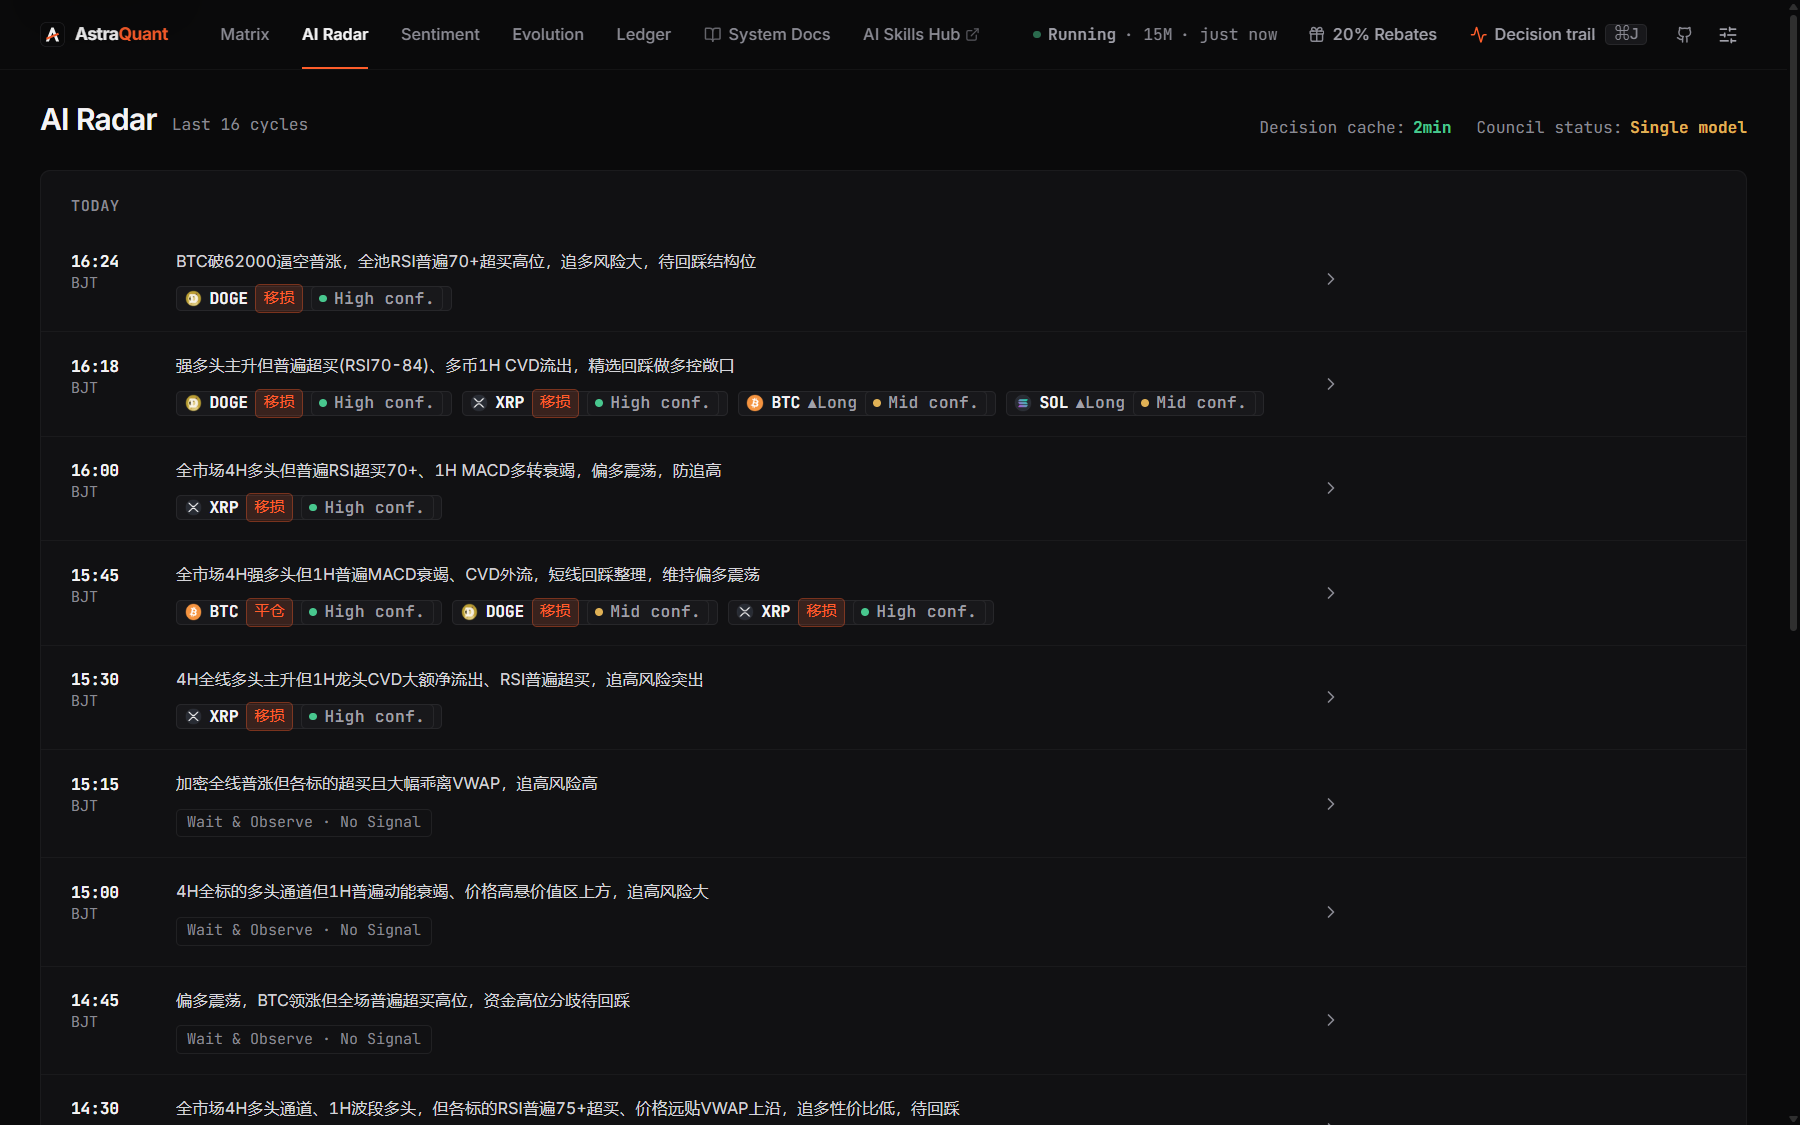 AstraQuant Matrix AI Radar Sentiment Evolution Ledger System Docs AI Skills Hub Running · 15M · just now 20% Rebates Decision trail ⌘J
AI Radar Last 16 cycles Decision cache: 2min Council status: Single model
TODAY
16:24 BTC破62000逼空普涨，全池RSI普遍70+超买高位，追多风险大，待回踩结构位
BJT
DOGE 移损 High conf.
16:18 强多头主升但普遍超买(RSI70-84)、多币1H CVD流出，精选回踩做多控敞口
BJT
DOGE 移损 High conf. XRP 移损 High conf. BTC ▲Long Mid conf. SOL ▲Long Mid conf.
16:00 全市场4H多头但普遍RSI超买70+、1H MACD多转衰竭，偏多震荡，防追高
BJT
XRP 移损 High conf.
15:45 全市场4H强多头但1H普遍MACD衰竭、CVD外流，短线回踩整理，维持偏多震荡
BJT
BTC 平仓 High conf. DOGE 移损 Mid conf. XRP 移损 High conf.
15:30 4H全线多头主升但1H龙头CVD大额净流出、RSI普遍超买，追高风险突出
BJT
XRP 移损 High conf.
15:15 加密全线普涨但各标的超买且大幅乖离VWAP，追高风险高
BJT
Wait & Observe · No Signal
15:00 4H全标的多头通道但1H普遍动能衰竭、价格高悬价值区上方，追高风险大
BJT
Wait & Observe · No Signal
14:45 偏多震荡，BTC领涨但全场普遍超买高位，资金高位分歧待回踩
BJT
Wait & Observe · No Signal
14:30 全市场4H多头通道、1H波段多头，但各标的RSI普遍75+超买、价格远贴VWAP上沿，追多性价比低，待回踩